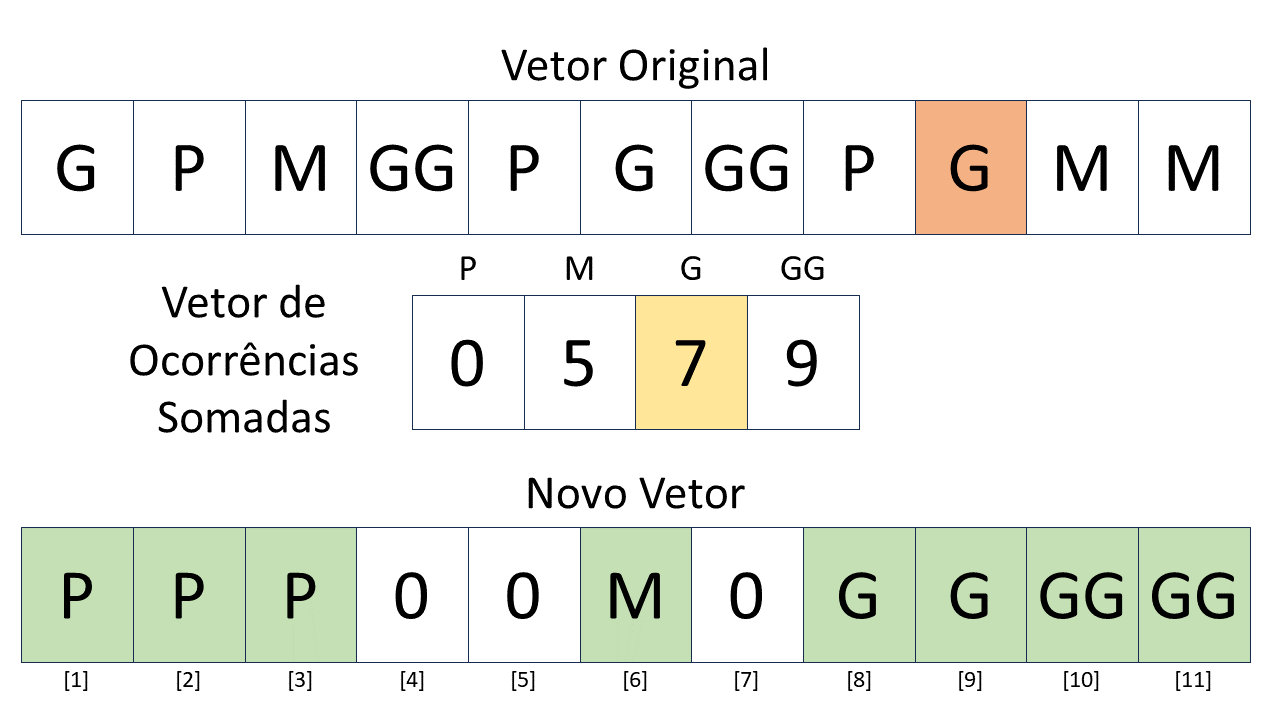 Vetor Original
G P M GG P G GG P G M M
P M G GG
Vetor de
Ocorrências
Somadas
0 5 7 9
Novo Vetor
P P P 0 0 M 0 G G GG GG
[1] [2] [3] [4] [5] [6] [7] [8] [9] [10] [11]